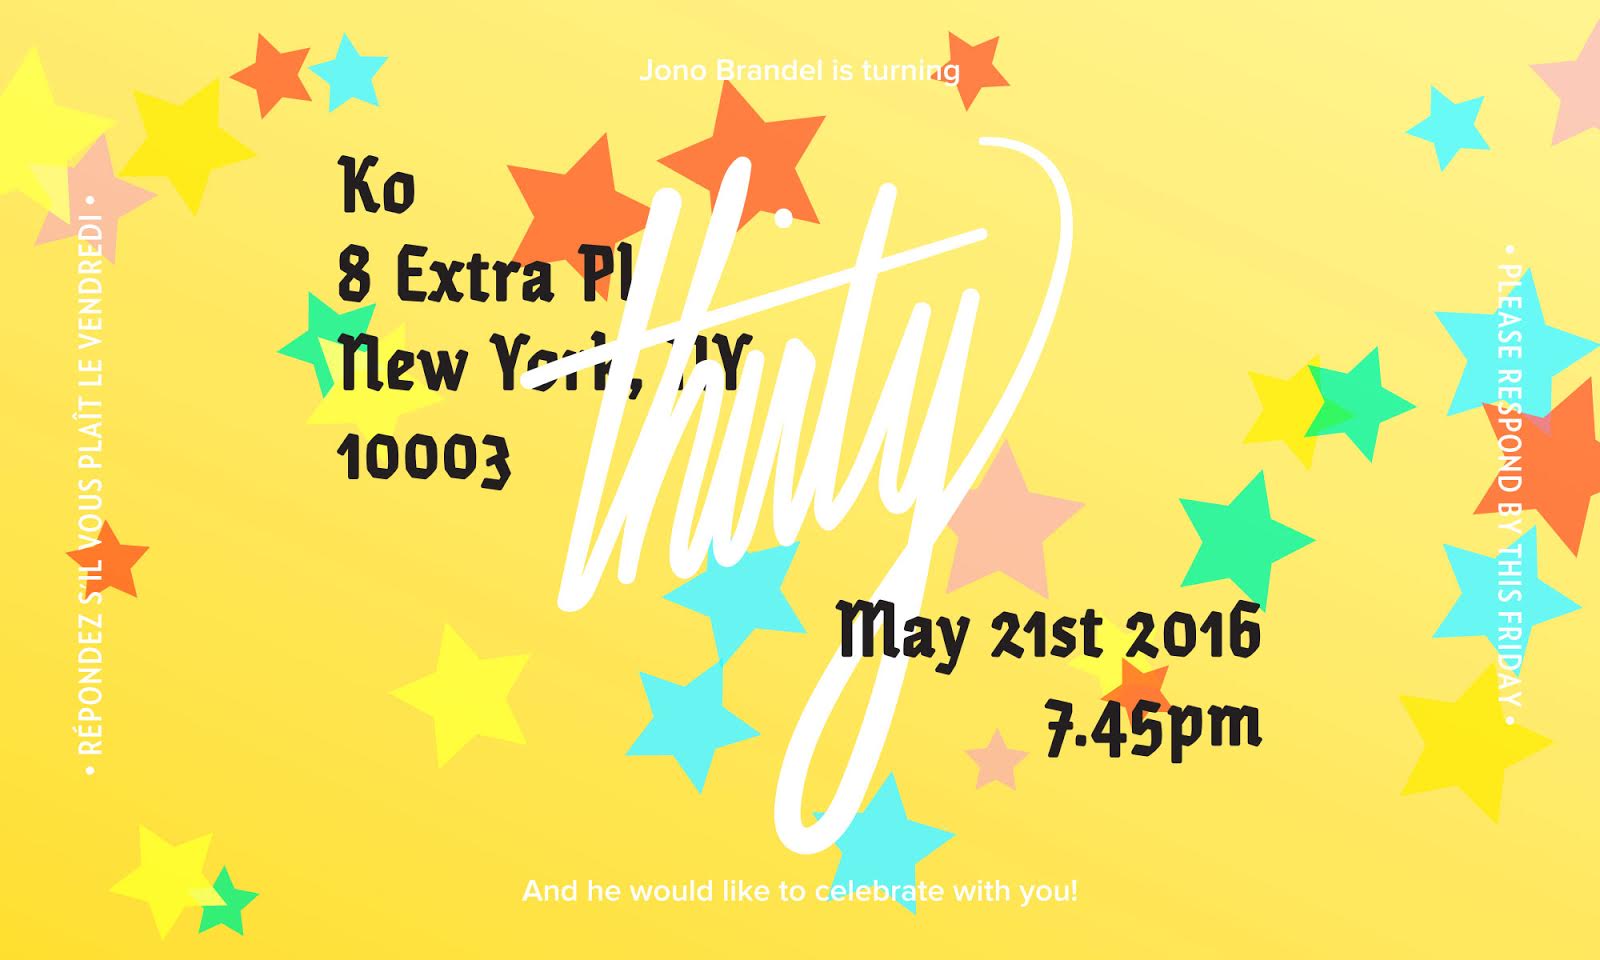 Jono Brandel is turning
thirty
Ko
8 Extra Pl
New York, NY
10003
May 21st 2016
7.45pm
And he would like to celebrate with you!
• RÉPONDEZ S'IL VOUS PLAÎT LE VENDREDI •
• PLEASE RESPOND BY THIS FRIDAY •